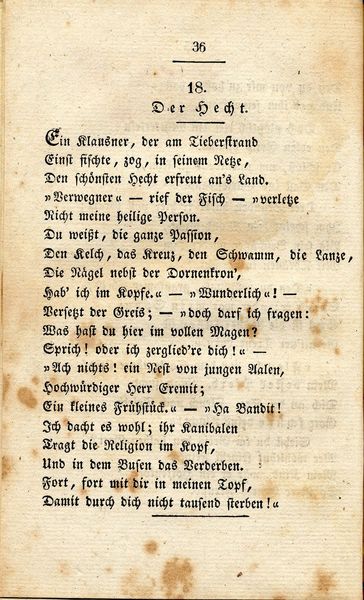 36
18.
Der Hecht.
Ein Klausner, der am Tieberstrand
Einst fischte, zog, in seinem Netze,
Den schönsten Hecht erfreut an's Land.
»Verwegner« — rief der Fisch — »verletze
Nicht meine heilige Person.
Du weißt, die ganze Passion,
Den Kelch, das Kreuz, den Schwamm, die Lanze,
Die Nägel nebst der Dornenkron',
Hab' ich im Kopfe.« — »Wunderlich«! —
Versetzt der Greis; — »doch darf ich fragen:
Was hast du hier im vollen Magen?
Sprich! oder ich zerglied're dich!« —
»Ach nichts! ein Nest von jungen Aalen,
Hochwürdiger Herr Eremit;
Ein kleines Frühstück.« — »Ha Bandit!
Ich dacht es wohl; ihr Kanibalen
Tragt die Religion im Kopf,
Und in dem Busen das Verderben.
Fort, fort mit dir in meinen Topf,
Damit durch dich nicht tausend sterben!«